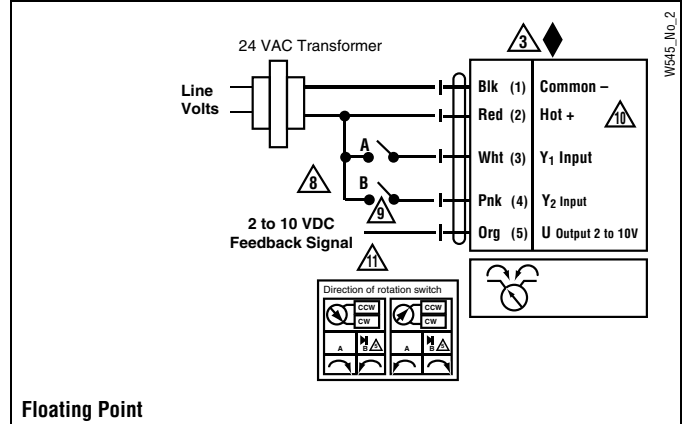 W545_No_2
24 VAC Transformer
3
Line
Volts
Blk (1) Common –
Red (2) Hot +
10
A
Wht (3) Y1 Input
8
B
Pnk (4) Y2 Input
9
2 to 10 VDC
Feedback Signal
Org (5) U Output 2 to 10V
11
Direction of rotation switch
CCW CCW
CW CW
A B 5 A B 5
Floating Point